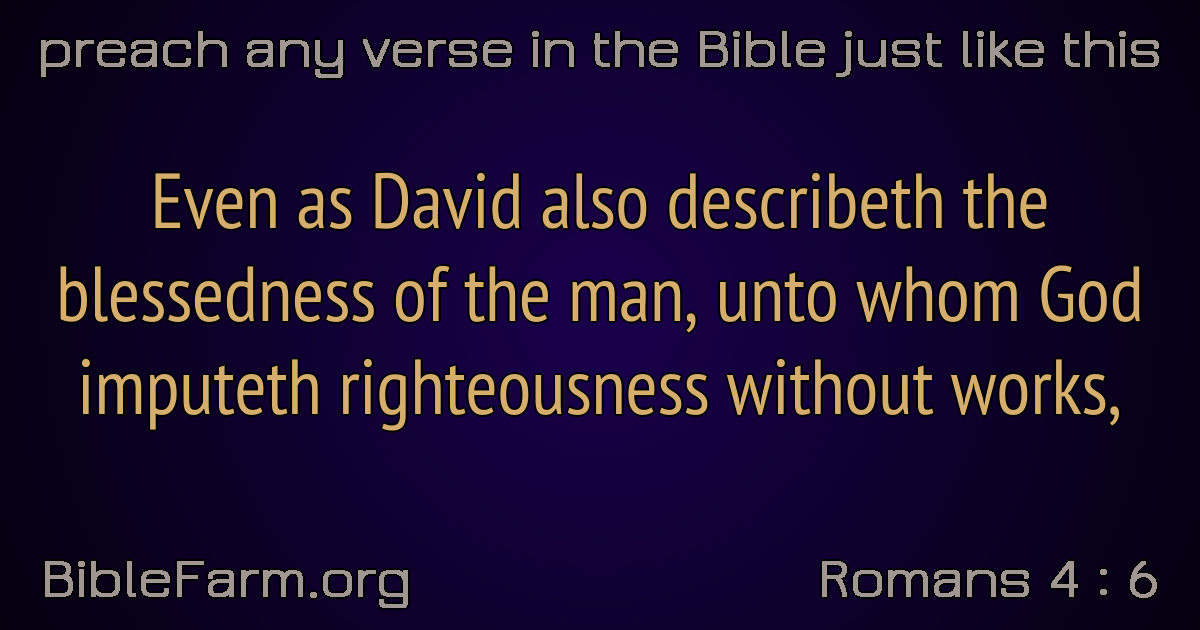 preach any verse in the Bible just like this
Even as David also describeth the
blessedness of the man, unto whom God
imputeth righteousness without works,
BibleFarm.org
Romans 4 : 6